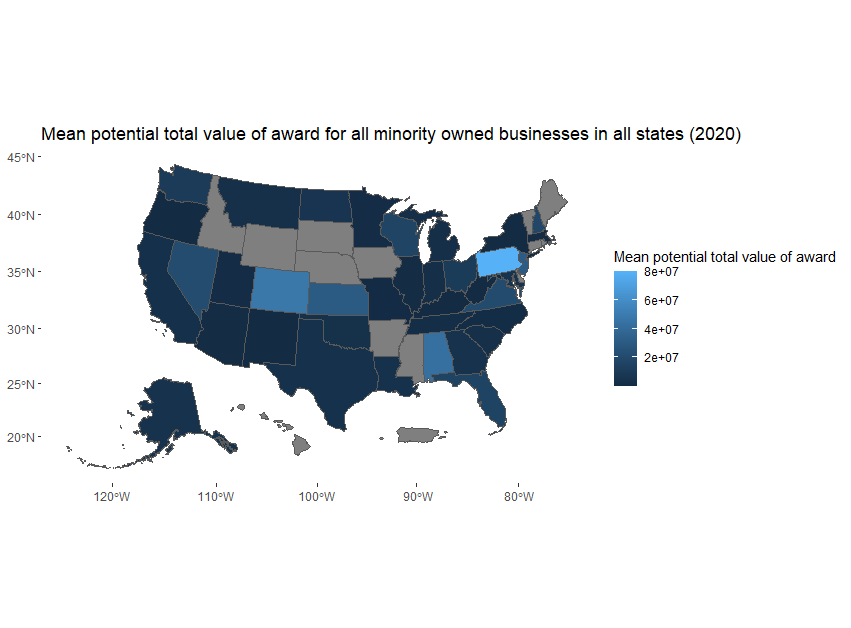 Mean potential total value of award for all minority owned businesses in all states (2020)
45°N
40°N
35°N
30°N
25°N
20°N
120°W
110°W
100°W
90°W
80°W
Mean potential total value of award
8e+07
6e+07
4e+07
2e+07